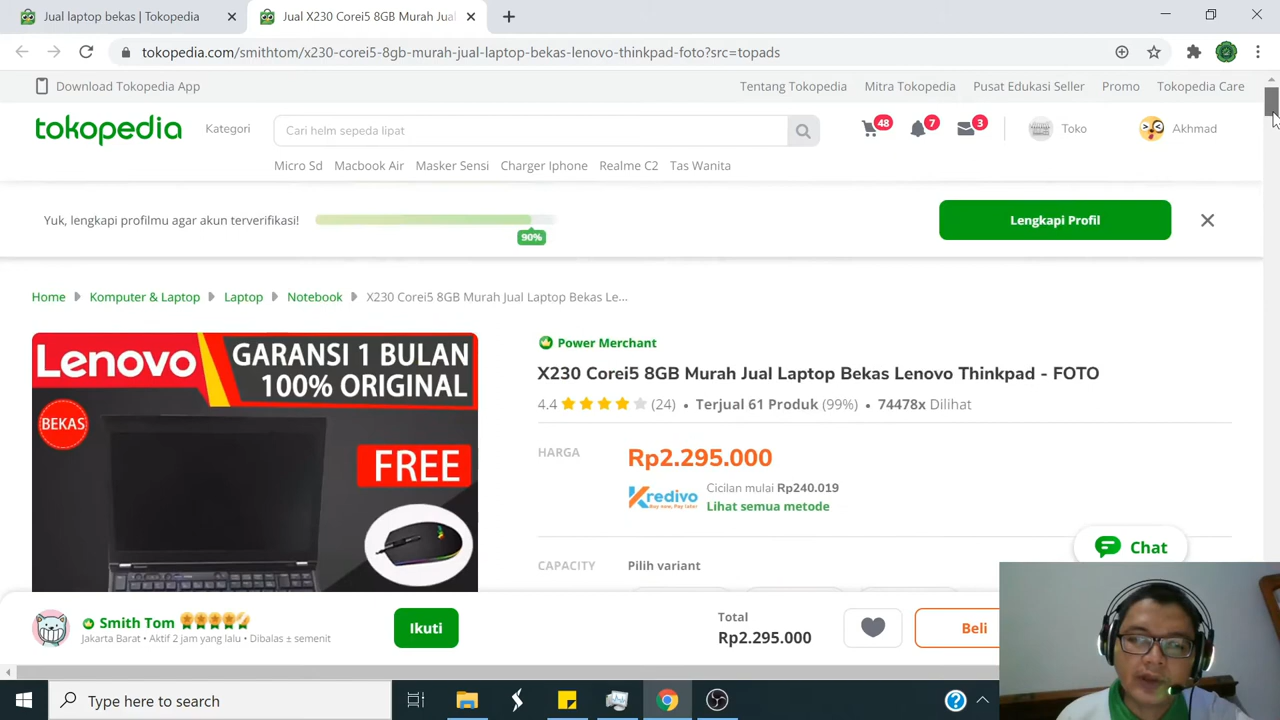 Jual laptop bekas | Tokopedia
Jual X230 Corei5 8GB Murah Jual
tokopedia.com/smithtom/x230-corei5-8gb-murah-jual-laptop-bekas-lenovo-thinkpad-foto?src=topads
Download Tokopedia App
Tentang Tokopedia Mitra Tokopedia Pusat Edukasi Seller Promo Tokopedia Care
tokopedia Kategori Cari helm sepeda lipat 48 7 3 Toko Akhmad
Micro Sd Macbook Air Masker Sensi Charger Iphone Realme C2 Tas Wanita
Yuk, lengkapi profilmu agar akun terverifikasi! 90% Lengkapi Profil
Home Komputer & Laptop Laptop Notebook X230 Corei5 8GB Murah Jual Laptop Bekas Le...
Lenovo GARANSI 1 BULAN
100% ORIGINAL
BEKAS
FREE
Power Merchant
X230 Corei5 8GB Murah Jual Laptop Bekas Lenovo Thinkpad - FOTO
4.4 (24) • Terjual 61 Produk (99%) • 74478x Dilihat
HARGA Rp2.295.000
Kredivo Cicilan mulai Rp240.019
Buy now, Pay later Lihat semua metode
CAPACITY Pilih variant
Chat
Smith Tom
Jakarta Barat • Aktif 2 jam yang lalu • Dibalas ± semenit
Ikuti
Total
Rp2.295.000
Beli
Type here to search